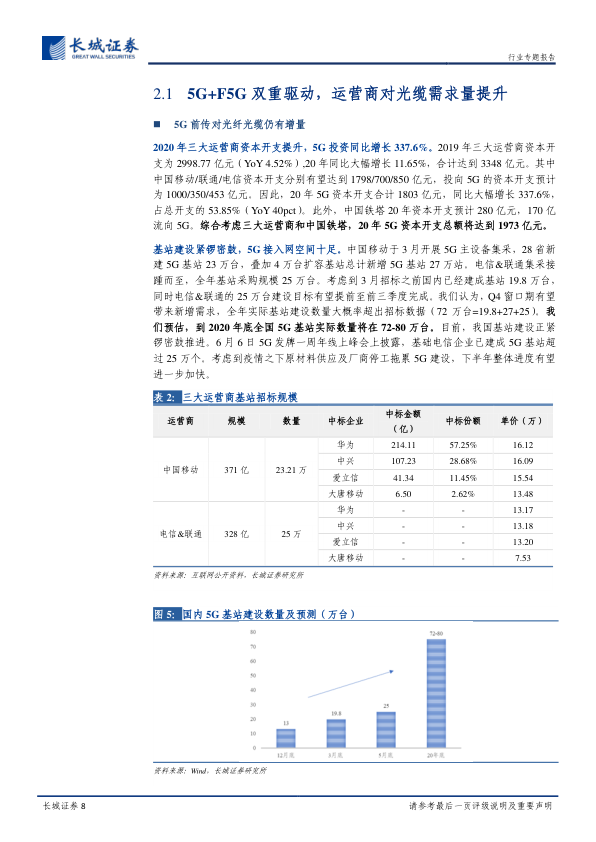 长城证券
GREAT WALL SECURITIES
行业专题报告
2.1 5G+F5G 双重驱动，运营商对光缆需求量提升
■ 5G 前传对光纤光缆仍有增量
2020 年三大运营商资本开支提升，5G 投资同比增长 337.6%。2019 年三大运营商资本开
支为 2998.77 亿元（YoY 4.52%）,20 年同比大幅增长 11.65%，合计达到 3348 亿元。其中
中国移动/联通/电信资本开支分别有望达到 1798/700/850 亿元，投向 5G 的资本开支预计
为 1000/350/453 亿元。因此，20 年 5G 资本开支合计 1803 亿元，同比大幅增长 337.6%，
占总开支的 53.85%（YoY 40pct）。此外，中国铁塔 20 年资本开支预计 280 亿元，170 亿
流向 5G。综合考虑三大运营商和中国铁塔，20 年 5G 资本开支总额将达到 1973 亿元。
基站建设紧锣密鼓，5G 接入网空间十足。中国移动于 3 月开展 5G 主设备集采，28 省新
建 5G 基站 23 万台，叠加 4 万台扩容基站总计新增 5G 基站 27 万站。电信&联通集采接
踵而至，全年基站采购规模 25 万台。考虑到 3 月招标之前国内已经建成基站 19.8 万台，
同时电信&联通的 25 万台建设目标有望提前至前三季度完成。我们认为，Q4 窗口期有望
带来新增需求，全年实际基站建设数量大概率超出招标数量（72 万台=19.8+27+25）。我
们预估，到 2020 年底全国 5G 基站实际数量将在 72-80 万台。目前，我国基站建设正紧
锣密鼓推进。6 月 6 日 5G 发牌一周年线上峰会上披露，基础电信企业已建成 5G 基站超
过 25 万个。考虑到疫情之下原材料供应及厂商停工拖累 5G 建设，下半年整体进度有望
进一步加快。
表 2: 三大运营商基站招标规模
运营商 规模 数量 中标企业 中标金额（亿） 中标份额 单价（万）
华为 214.11 57.25% 16.12
中兴 107.23 28.68% 16.09
中国移动 371 亿 23.21 万
爱立信 41.34 11.45% 15.54
大唐移动 6.50 2.62% 13.48
华为 - - 13.17
中兴 - - 13.18
电信&联通 328 亿 25 万
爱立信 - - 13.20
大唐移动 - - 7.53
资料来源：互联网公开资料，长城证券研究所
图 5: 国内 5G 基站建设数量及预测（万台）
80
70
60
50
40
30
20
10
0
13
19.8
25
72-80
12月底 3月底 5月底 20年底
资料来源：Wind，长城证券研究所
长城证券 8
请参考最后一页评级说明及重要声明